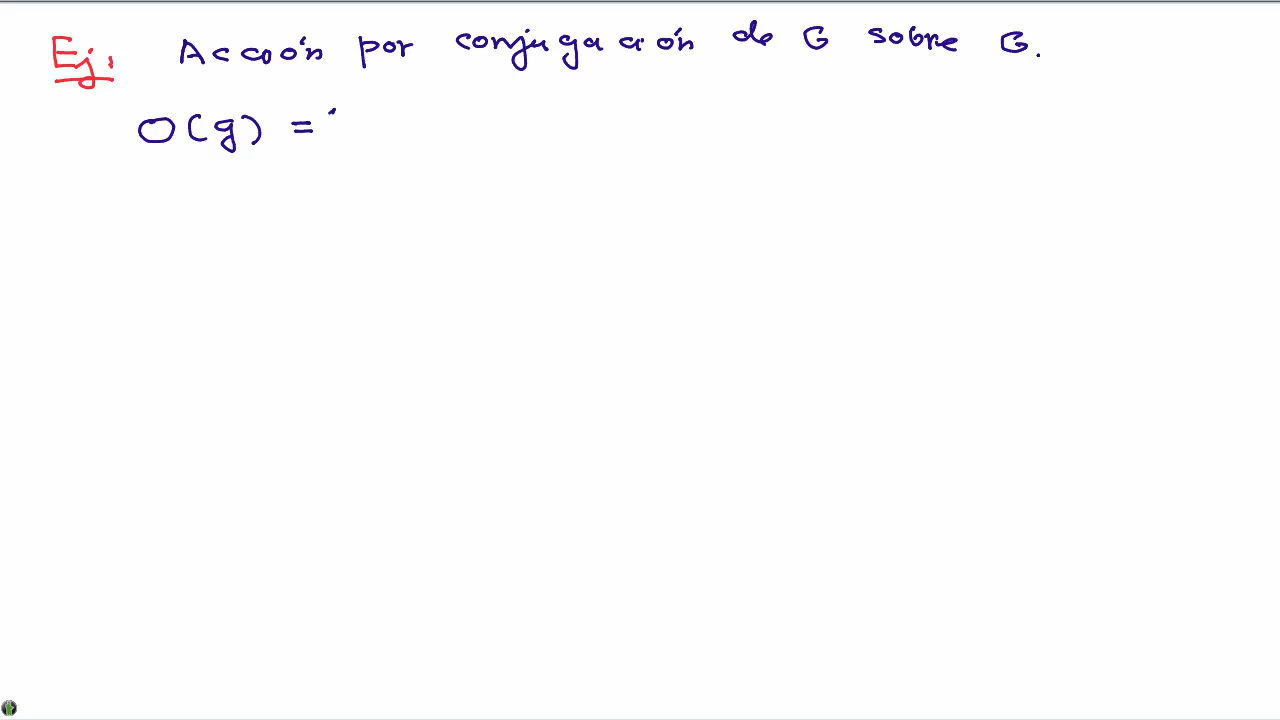 Ej: Acción por conjugación de G sobre G.
O(g) =